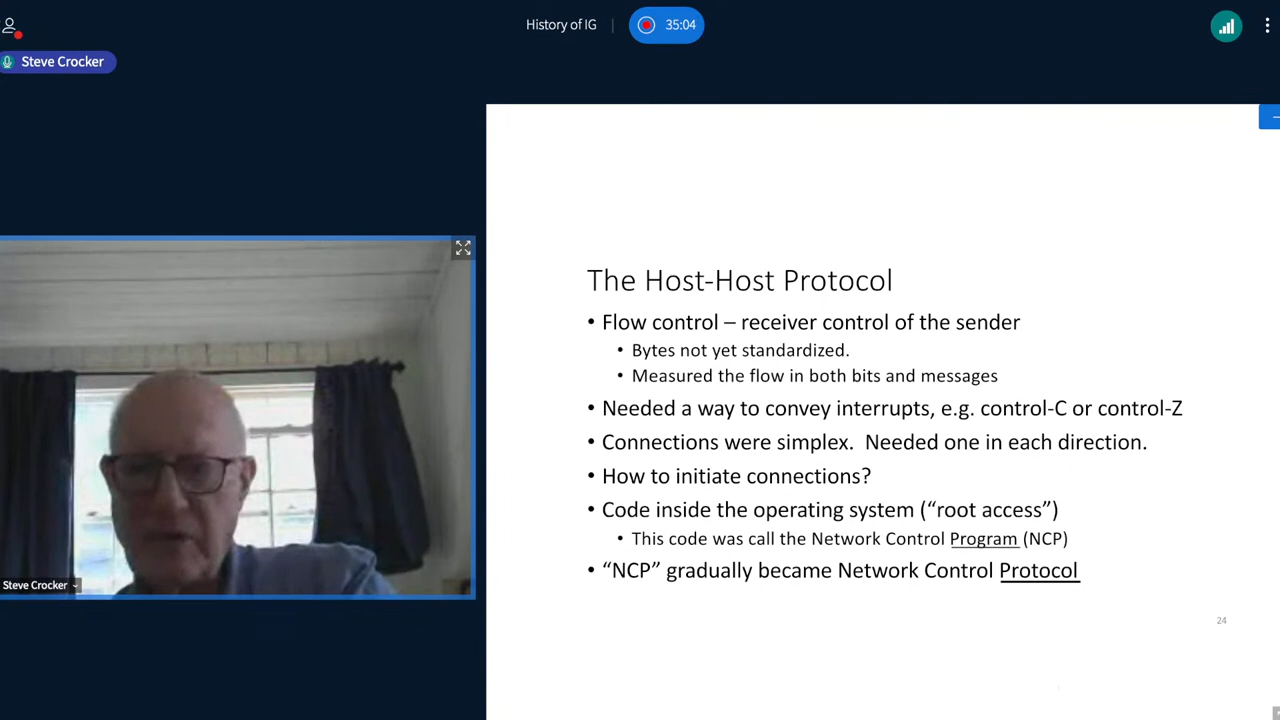 History of IG
35:04
Steve Crocker
The Host-Host Protocol
• Flow control – receiver control of the sender
• Bytes not yet standardized.
• Measured the flow in both bits and messages
• Needed a way to convey interrupts, e.g. control-C or control-Z
• Connections were simplex.  Needed one in each direction.
• How to initiate connections?
• Code inside the operating system (“root access”)
• This code was call the Network Control Program (NCP)
• “NCP” gradually became Network Control Protocol
Steve Crocker
24